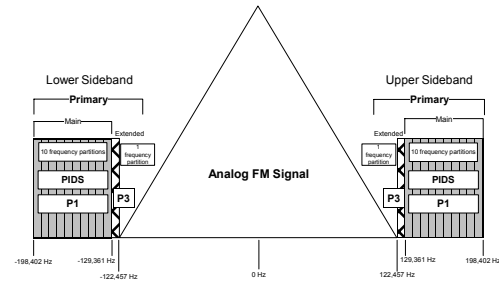 Lower Sideband
Upper Sideband
Primary
Primary
Main
Main
Extended
Extended
10 frequency partitions
1
frequency
partition
1
frequency
partition
10 frequency partitions
Analog FM Signal
PIDS
PIDS
P3
P3
P1
P1
-198,402 Hz
-129,361 Hz
-122,457 Hz
0 Hz
122,457 Hz
129,361 Hz
198,402 Hz